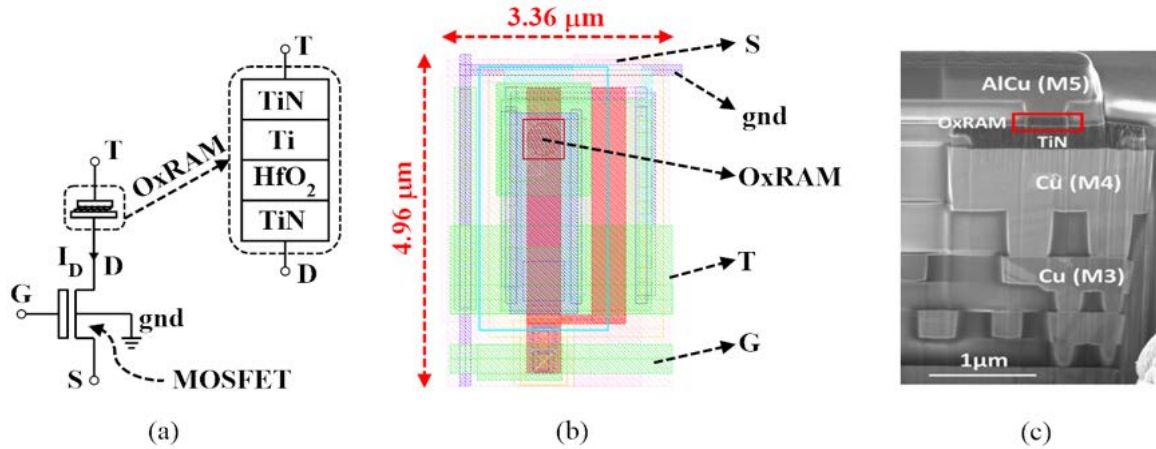 T
TiN
Ti
HfO₂
TiN
D
OxRAM
T
I_D D
G
gnd
S
MOSFET
(a)
3.36 μm
4.96 μm
S
gnd
OxRAM
T
G
(b)
AlCu (M5)
OxRAM
TiN
Cu (M4)
Cu (M3)
1μm
(c)